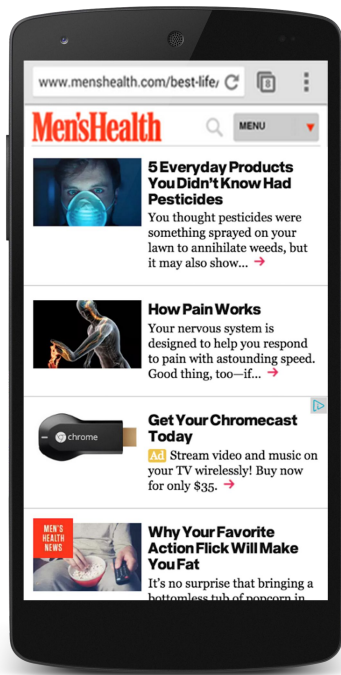 www.menshealth.com/best-life/
8
Men'sHealth
MENU
5 Everyday Products
You Didn't Know Had
Pesticides
You thought pesticides were
something sprayed on your
lawn to annihilate weeds, but
it may also show... →
How Pain Works
Your nervous system is
designed to help you respond
to pain with astounding speed.
Good thing, too—if... →
chrome
Get Your Chromecast
Today
Ad Stream video and music on
your TV wirelessly! Buy now
for only $35. →
MEN'S
HEALTH
NEWS
Why Your Favorite
Action Flick Will Make
You Fat
It's no surprise that bringing a
bottomless tub of popcorn in